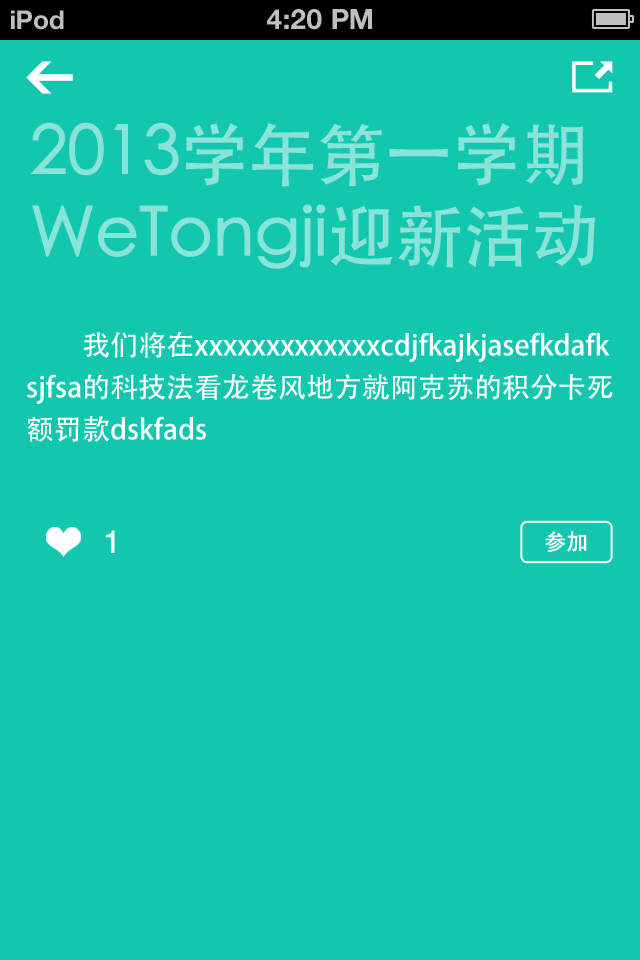 iPod 4:20 PM
2013学年第一学期
WeTongji迎新活动
我们将在xxxxxxxxxxxxxcdjfkajkjasefkdafk
sjfsa的科技法看龙卷风地方就阿克苏的积分卡死
额罚款dskfads
1 参加